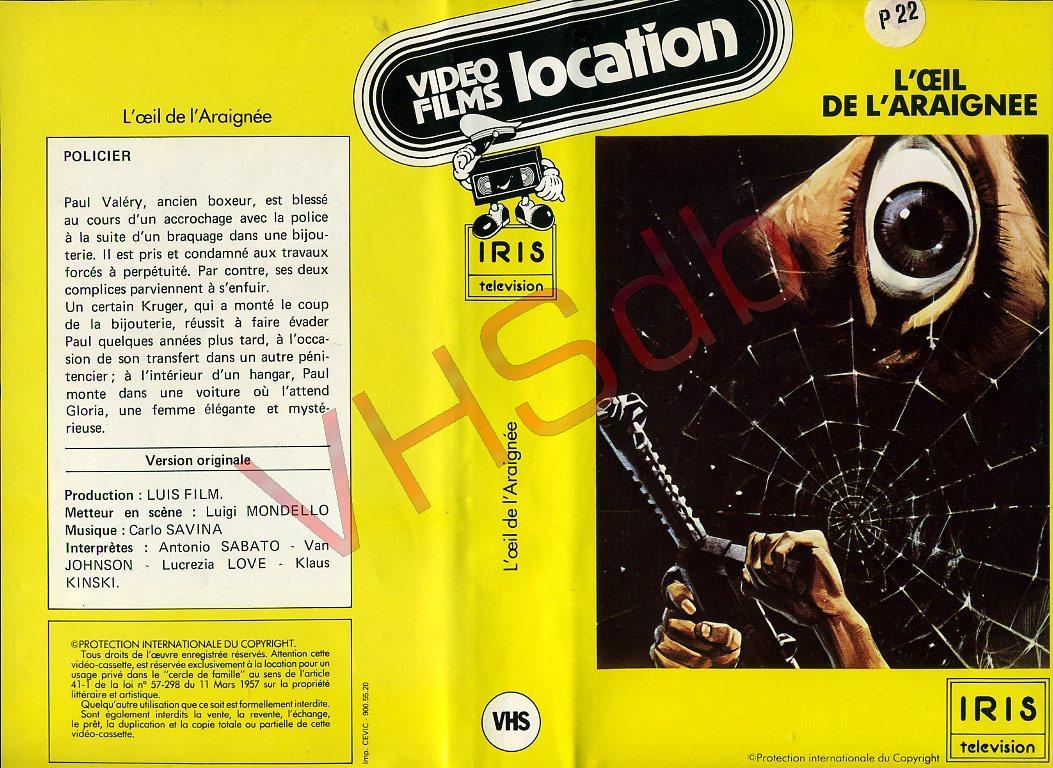 L'œil de l'Araignée
POLICIER
Paul Valéry, ancien boxeur, est blessé
au cours d'un accrochage avec la police
à la suite d'un braquage dans une bijou-
terie. Il est pris et condamné aux travaux
forcés à perpétuité. Par contre, ses deux
complices parviennent à s'enfuir.
Un certain Kruger, qui a monté le coup
de la bijouterie, réussit à faire évader
Paul quelques années plus tard, à l'occa-
sion de son transfert dans un autre péni-
tencier ; à l'intérieur d'un hangar, Paul
monte dans une voiture où l'attend
Gloria, une femme élégante et mysté-
rieuse.
Version originale
Production : LUIS FILM.
Metteur en scène : Luigi MONDELLO
Musique : Carlo SAVINA
Interprètes : Antonio SABATO - Van
JOHNSON - Lucrezia LOVE - Klaus
KINSKI.
©PROTECTION INTERNATIONALE DU COPYRIGHT.
Tous droits de l'œuvre enregistrée réservés. Attention cette
vidéo-cassette, est réservée exclusivement à la location pour un
usage privé dans le "cercle de famille" au sens de l'article
41-1 de la loi n° 57-298 du 11 Mars 1957 sur la propriété
littéraire et artistique.
Quelqu'autre utilisation que ce soit est formellement interdite.
Sont également interdits la vente, la revente, l'échange,
le prêt, la duplication et la copie totale ou partielle de cette
vidéo-cassette.
Imp. CEVIC - 900.55.20
VIDEO
FILMS location
IRIS
television
L'œil de l'Araignée
VHS
P 22
L'ŒIL
DE L'ARAIGNEE
IRIS
television
©Protection internationale du Copyright
VHSdb